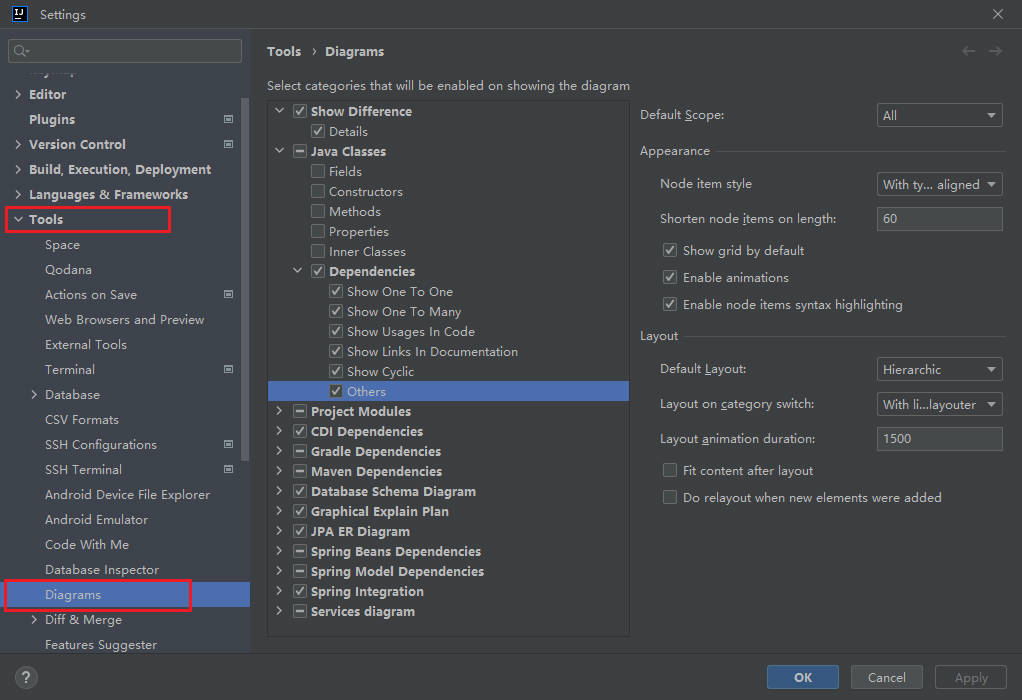 Settings
Editor
Plugins
Version Control
Build, Execution, Deployment
Languages & Frameworks
Tools
Space
Qodana
Actions on Save
Web Browsers and Preview
External Tools
Terminal
Database
CSV Formats
SSH Configurations
SSH Terminal
Android Device File Explorer
Android Emulator
Code With Me
Database Inspector
Diagrams
Diff & Merge
Features Suggester
Tools › Diagrams
Select categories that will be enabled on showing the diagram
Show Difference
Details
Java Classes
Fields
Constructors
Methods
Properties
Inner Classes
Dependencies
Show One To One
Show One To Many
Show Usages In Code
Show Links In Documentation
Show Cyclic
Others
Project Modules
CDI Dependencies
Gradle Dependencies
Maven Dependencies
Database Schema Diagram
Graphical Explain Plan
JPA ER Diagram
Spring Beans Dependencies
Spring Model Dependencies
Spring Integration
Services diagram
Default Scope: All
Appearance
Node item style With ty... aligned
Shorten node items on length: 60
Show grid by default
Enable animations
Enable node items syntax highlighting
Layout
Default Layout: Hierarchic
Layout on category switch: With li...layouter
Layout animation duration: 1500
Fit content after layout
Do relayout when new elements were added
? OK Cancel Apply